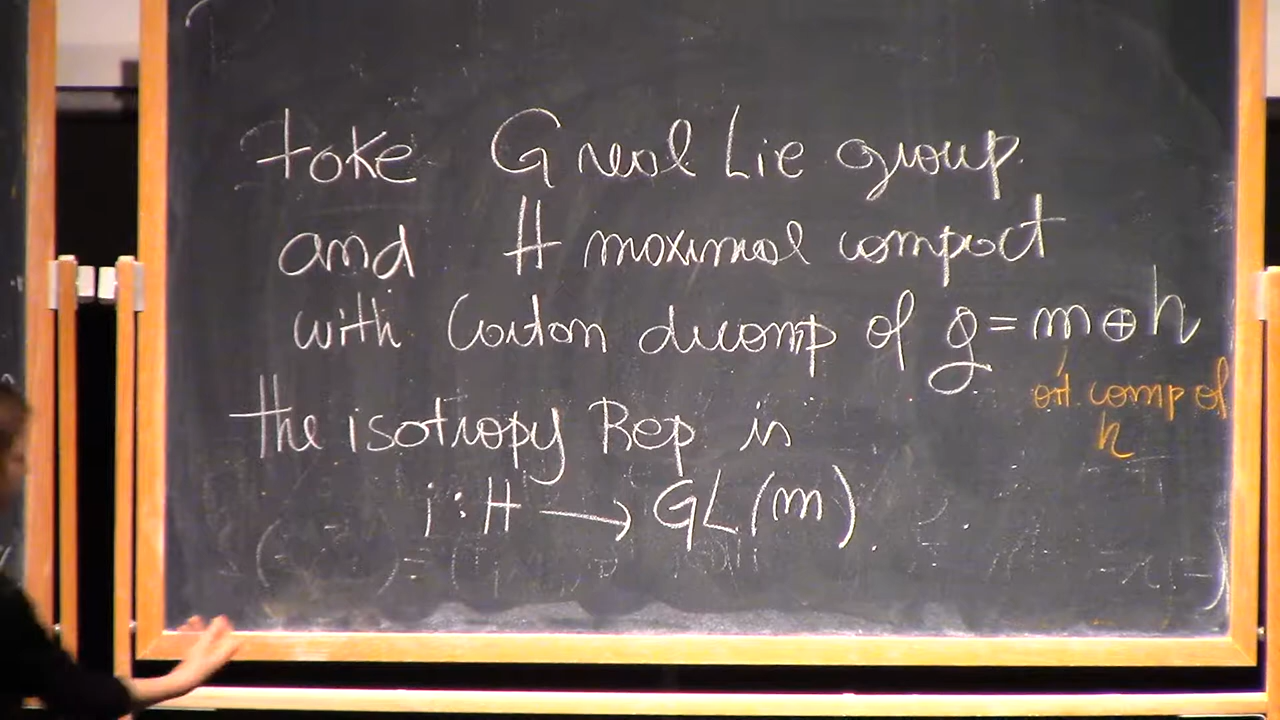 take G real Lie group
and H maximal compact
with Cartan decomp of g = m ⊕ h
ort comp of
h
the isotropy Rep is
i : H → GL(m).